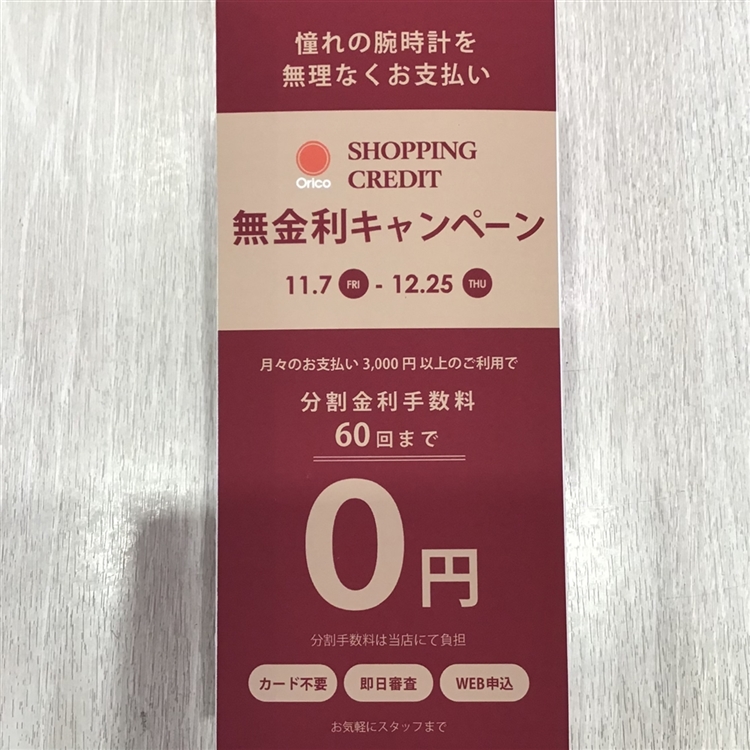 憧れの腕時計を
無理なくお支払い
Orico
SHOPPING
CREDIT
無金利キャンペーン
11.7 FRI - 12.25 THU
月々のお支払い 3,000 円以上のご利用で
分割金利手数料
60回まで
0円
分割手数料は当店にて負担
カード不要 即日審査 WEB申込
お気軽にスタッフまで